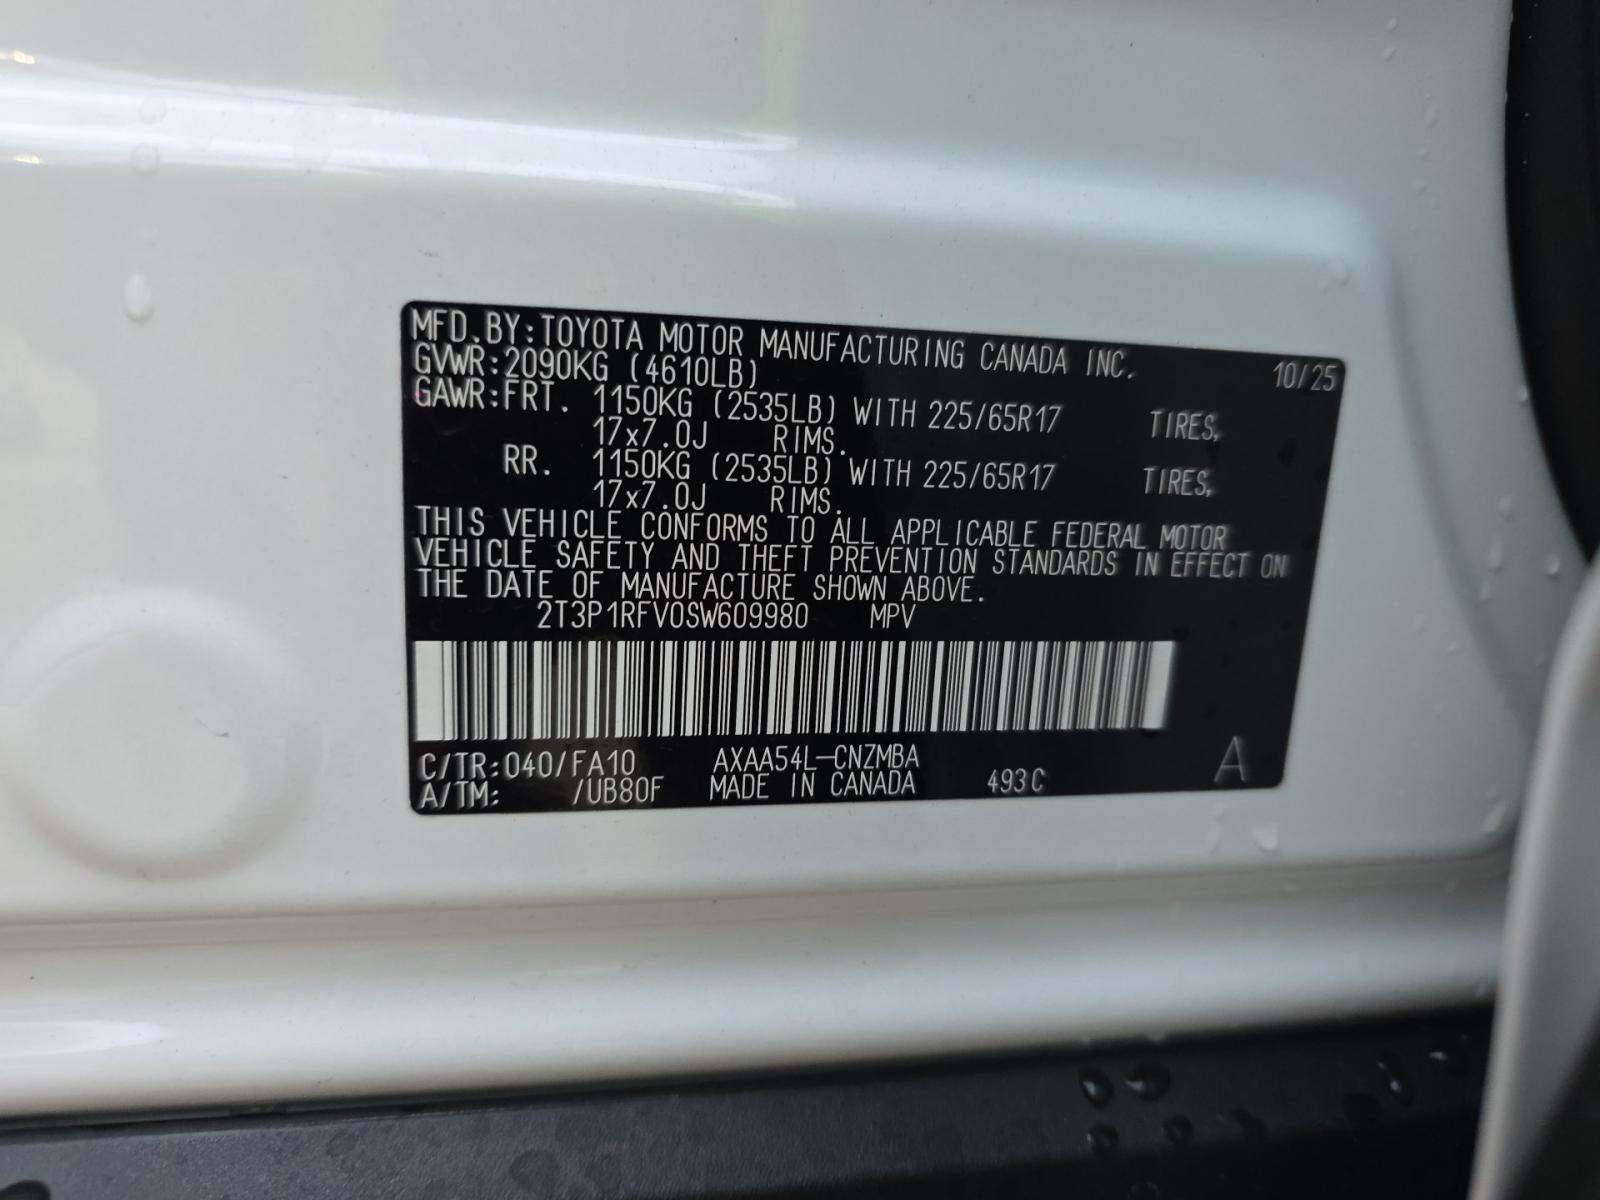 MFD.BY:TOYOTA MOTOR MANUFACTURING CANADA INC. 10/25
GVWR:2090KG (4610LB)
GAWR:FRT. 1150KG (2535LB) WITH 225/65R17 TIRES,
17x7.0J RIMS.
RR. 1150KG (2535LB) WITH 225/65R17 TIRES,
17x7.0J RIMS.
THIS VEHICLE CONFORMS TO ALL APPLICABLE FEDERAL MOTOR
VEHICLE SAFETY AND THEFT PREVENTION STANDARDS IN EFFECT ON
THE DATE OF MANUFACTURE SHOWN ABOVE.
2T3P1RFV0SW609980 MPV
C/TR:040/FA10 AXAA54L-CNZMBA
A/TM: /UB80F MADE IN CANADA 493C A